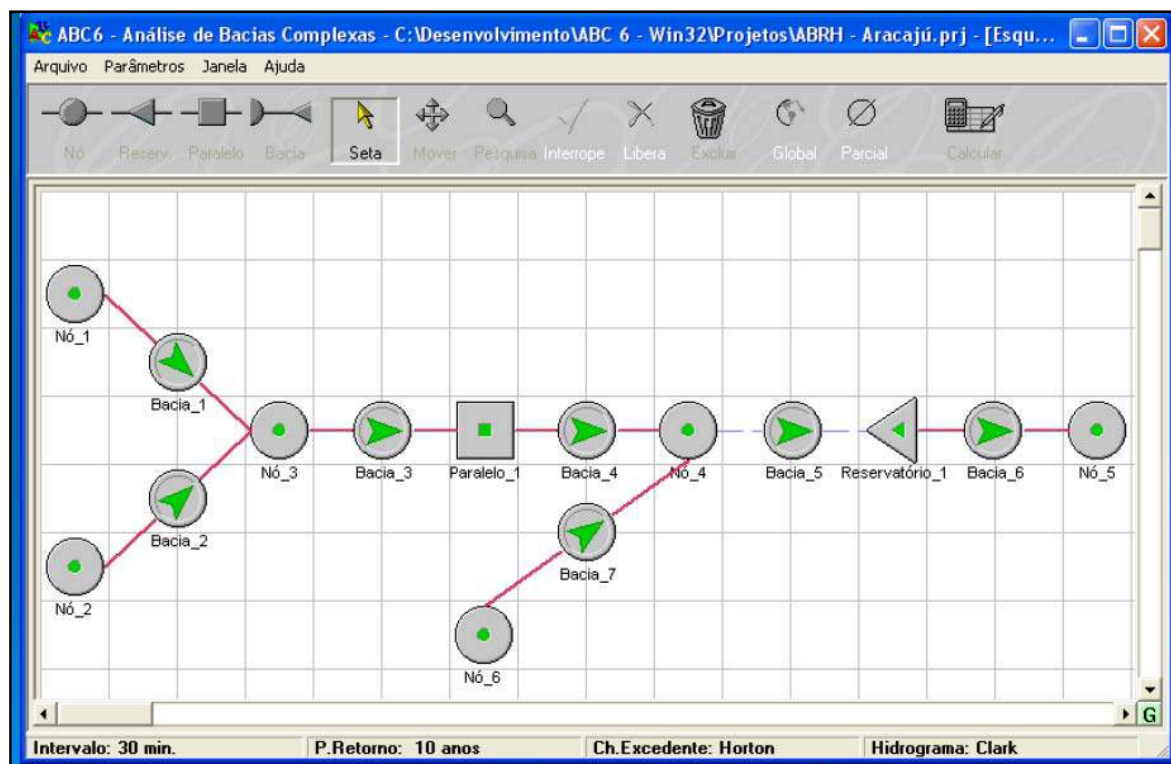 ABC6 - Análise de Bacias Complexas - C:\Desenvolvimento\ABC 6 - Win32\Projetos\ABRH - Aracajú.prj - [Esqu...
Arquivo Parâmetros Janela Ajuda
Nó Reserv. Paralelo Bacia Seta Mover Pesquisa Interrope Libera Excluir Global Parcial Calcular
Nó_1
Bacia_1
Nó_3 Bacia_3 Paralelo_1 Bacia_4 Nó_4 Bacia_5 Reservatório_1 Bacia_6 Nó_5
Bacia_2
Bacia_7
Nó_2
Nó_6
G
Intervalo: 30 min. P.Retorno: 10 anos Ch.Excedente: Horton Hidrograma: Clark